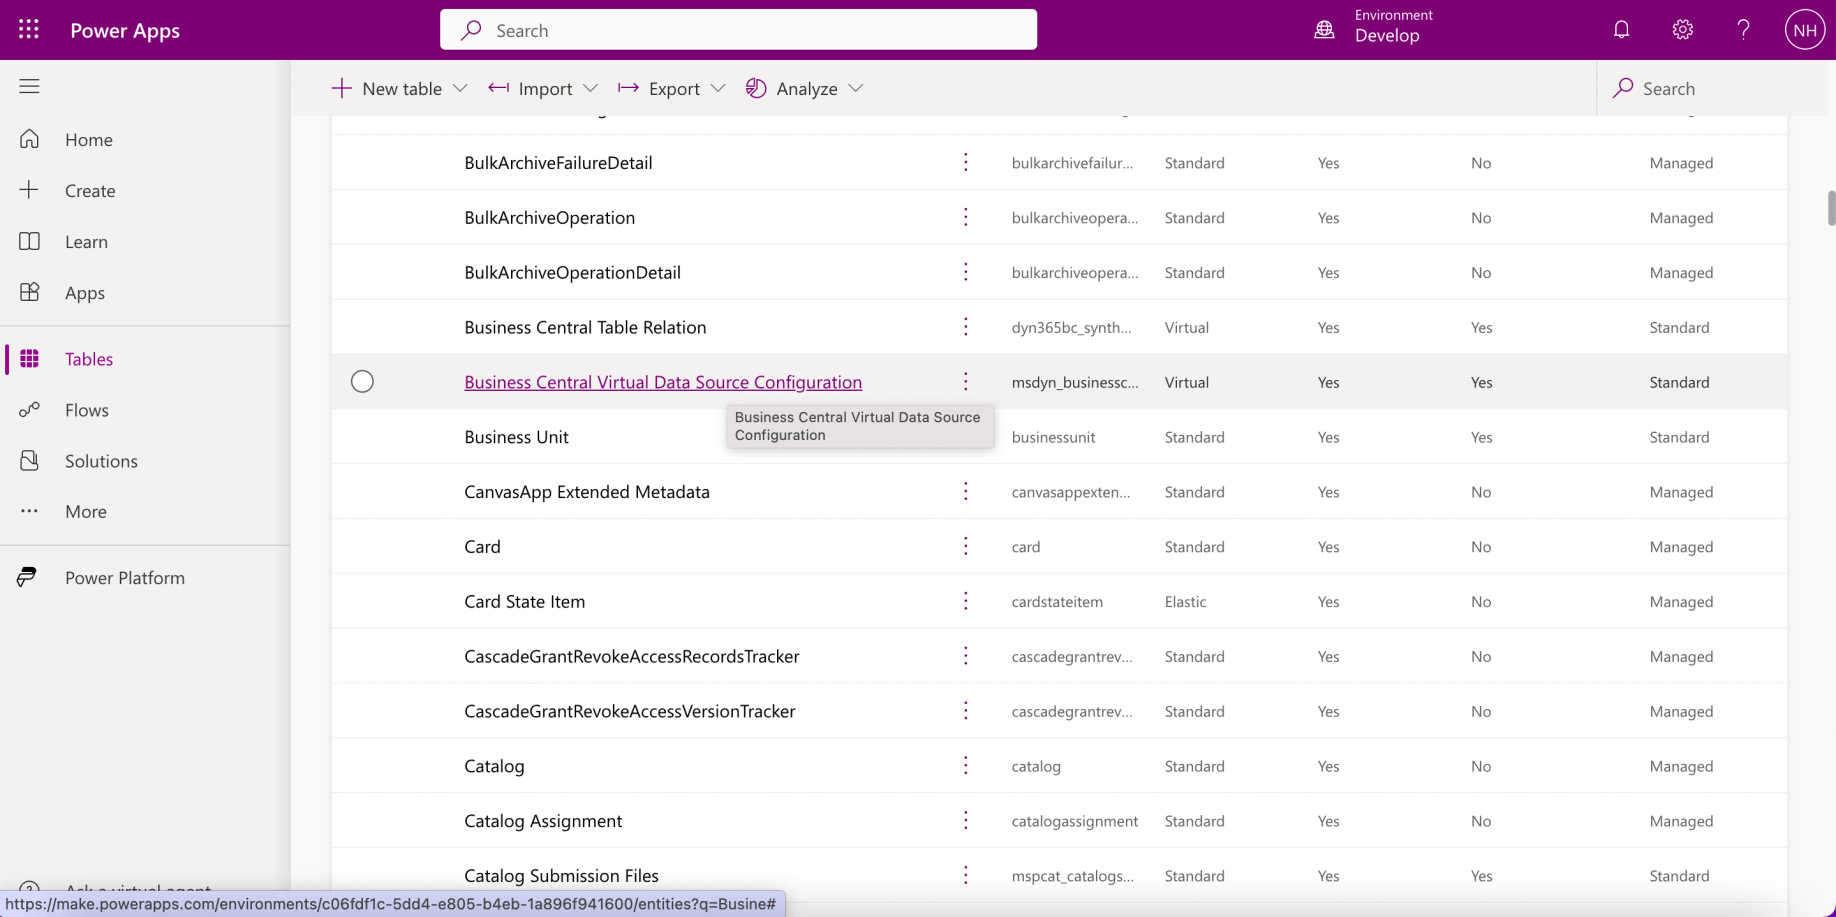 Power Apps
Search
Environment
Develop
NH
New table
Import
Export
Analyze
Search
Home
Create
Learn
Apps
Tables
Flows
Solutions
More
Power Platform
BulkArchiveFailureDetail bulkarchivefailur... Standard Yes No Managed
BulkArchiveOperation bulkarchiveopera... Standard Yes No Managed
BulkArchiveOperationDetail bulkarchiveopera... Standard Yes No Managed
Business Central Table Relation dyn365bc_synth... Virtual Yes Yes Standard
Business Central Virtual Data Source Configuration msdyn_businessc... Virtual Yes Yes Standard
Business Central Virtual Data Source
Configuration
Business Unit businessunit Standard Yes Yes Standard
CanvasApp Extended Metadata canvasappexten... Standard Yes No Managed
Card card Standard Yes No Managed
Card State Item cardstateitem Elastic Yes No Managed
CascadeGrantRevokeAccessRecordsTracker cascadegrantrev... Standard Yes No Managed
CascadeGrantRevokeAccessVersionTracker cascadegrantrev... Standard Yes No Managed
Catalog catalog Standard Yes No Managed
Catalog Assignment catalogassignment Standard Yes No Managed
Catalog Submission Files mspcat_catalogs... Standard Yes Yes Standard
Ask a virtual agent
https://make.powerapps.com/environments/c06fdf1c-5dd4-e805-b4eb-1a896f941600/entities?q=Busine#